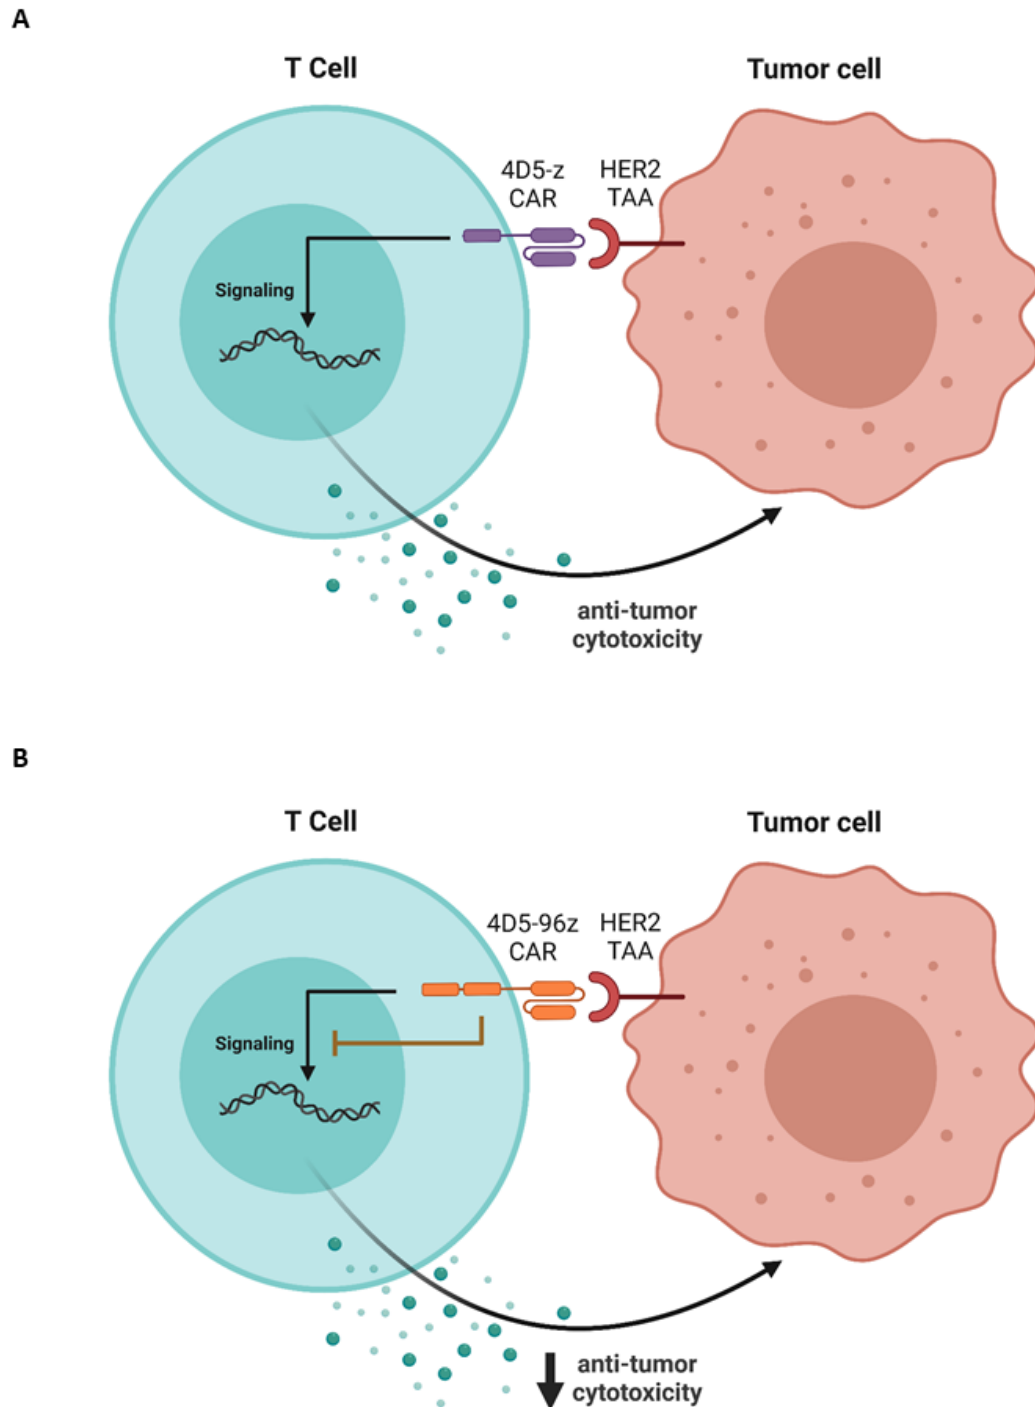 A
T Cell
Tumor cell
4D5-z
CAR
HER2
TAA
Signaling
anti-tumor
cytotoxicity
B
T Cell
Tumor cell
4D5-96z
CAR
HER2
TAA
Signaling
anti-tumor
cytotoxicity